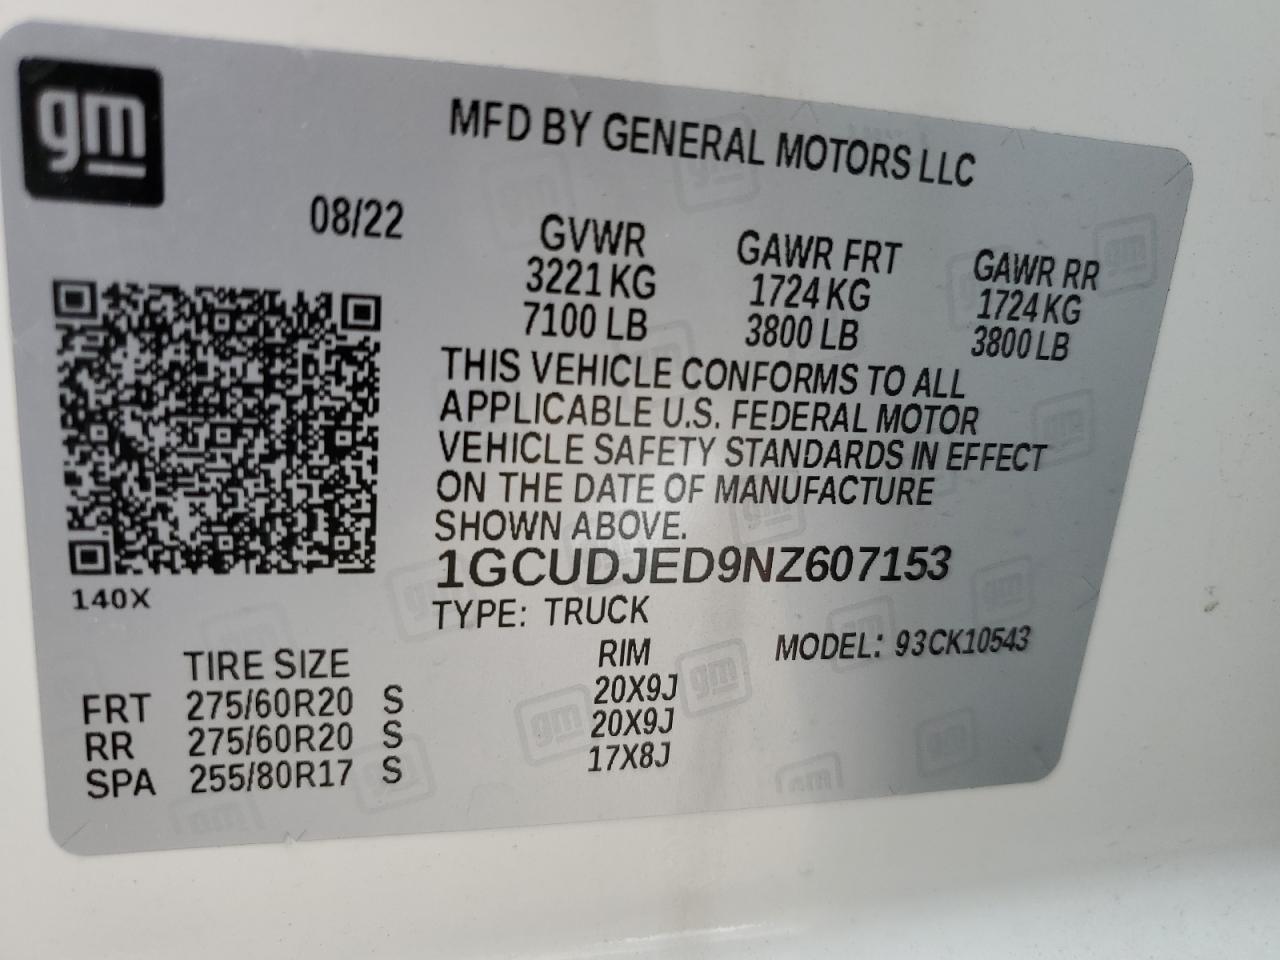 gm
MFD BY GENERAL MOTORS LLC
08/22
GVWR GAWR FRT GAWR RR
3221 KG 1724 KG 1724 KG
7100 LB 3800 LB 3800 LB
THIS VEHICLE CONFORMS TO ALL
APPLICABLE U.S. FEDERAL MOTOR
VEHICLE SAFETY STANDARDS IN EFFECT
ON THE DATE OF MANUFACTURE
SHOWN ABOVE.
1GCUDJED9NZ607153
140X
TYPE: TRUCK
MODEL: 93CK10543
TIRE SIZE RIM
FRT 275/60R20 S 20X9J
RR 275/60R20 S 20X9J
SPA 255/80R17 S 17X8J